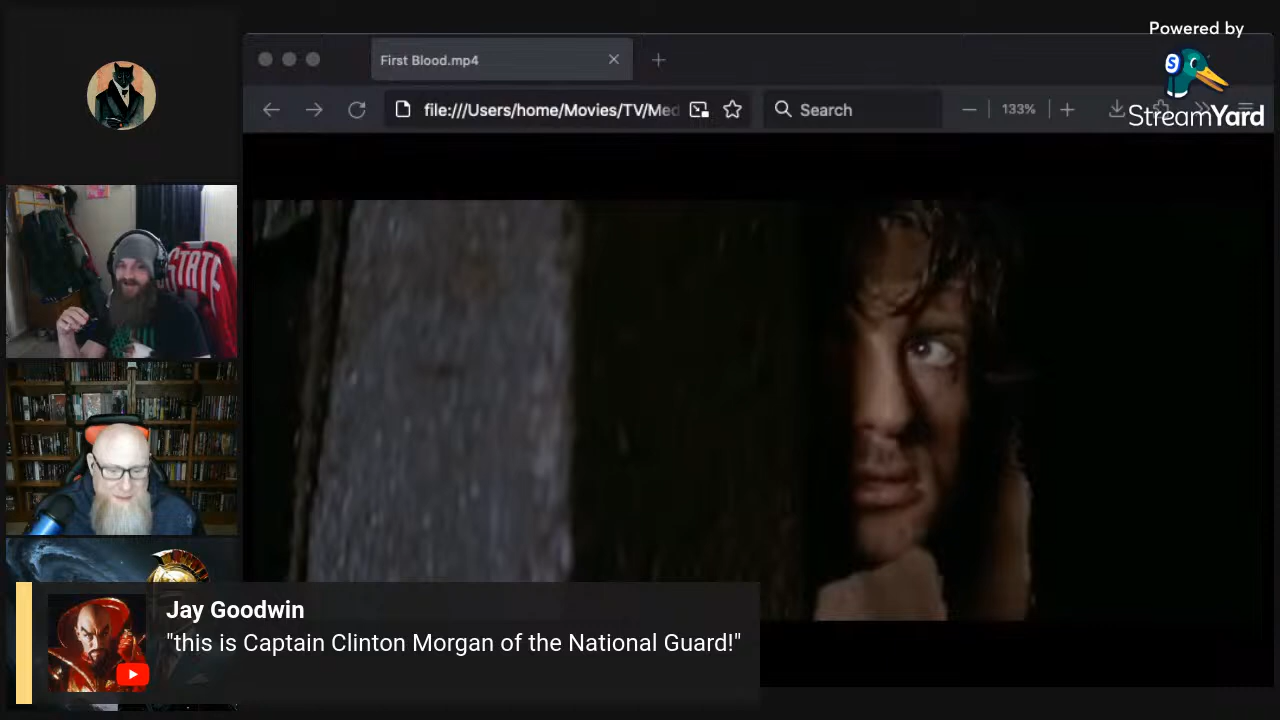 Powered by
StreamYard
First Blood.mp4
file:///Users/home/Movies/TV/Med
Search
133%
STATE
Jay Goodwin
"this is Captain Clinton Morgan of the National Guard!"